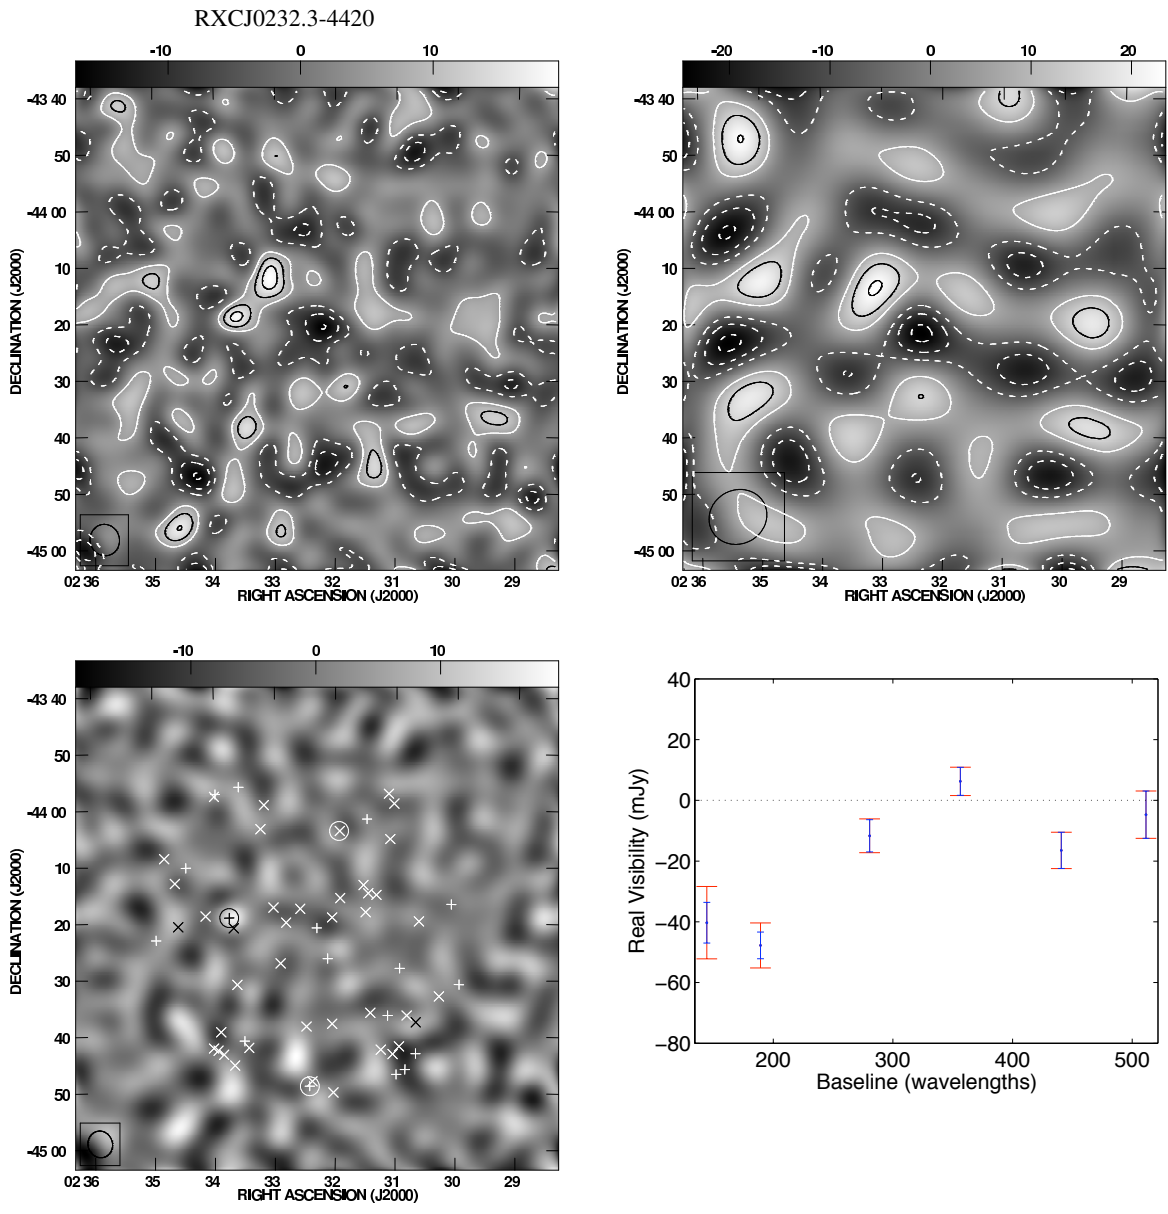 RXCJ0232.3-4420
-10 0 10
-43 40
50
-44 00
10
20
30
40
50
-45 00
DECLINATION (J2000)
02 36 35 34 33 32 31 30 29
RIGHT ASCENSION (J2000)
-20 -10 0 10 20
-43 40
50
-44 00
10
20
30
40
50
-45 00
DECLINATION (J2000)
02 36 35 34 33 32 31 30 29
RIGHT ASCENSION (J2000)
-10 0 10
-43 40
50
-44 00
10
20
30
40
50
-45 00
DECLINATION (J2000)
02 36 35 34 33 32 31 30 29
RIGHT ASCENSION (J2000)
40
20
0
−20
−40
−60
−80
Real Visibility (mJy)
200 300 400 500
Baseline (wavelengths)